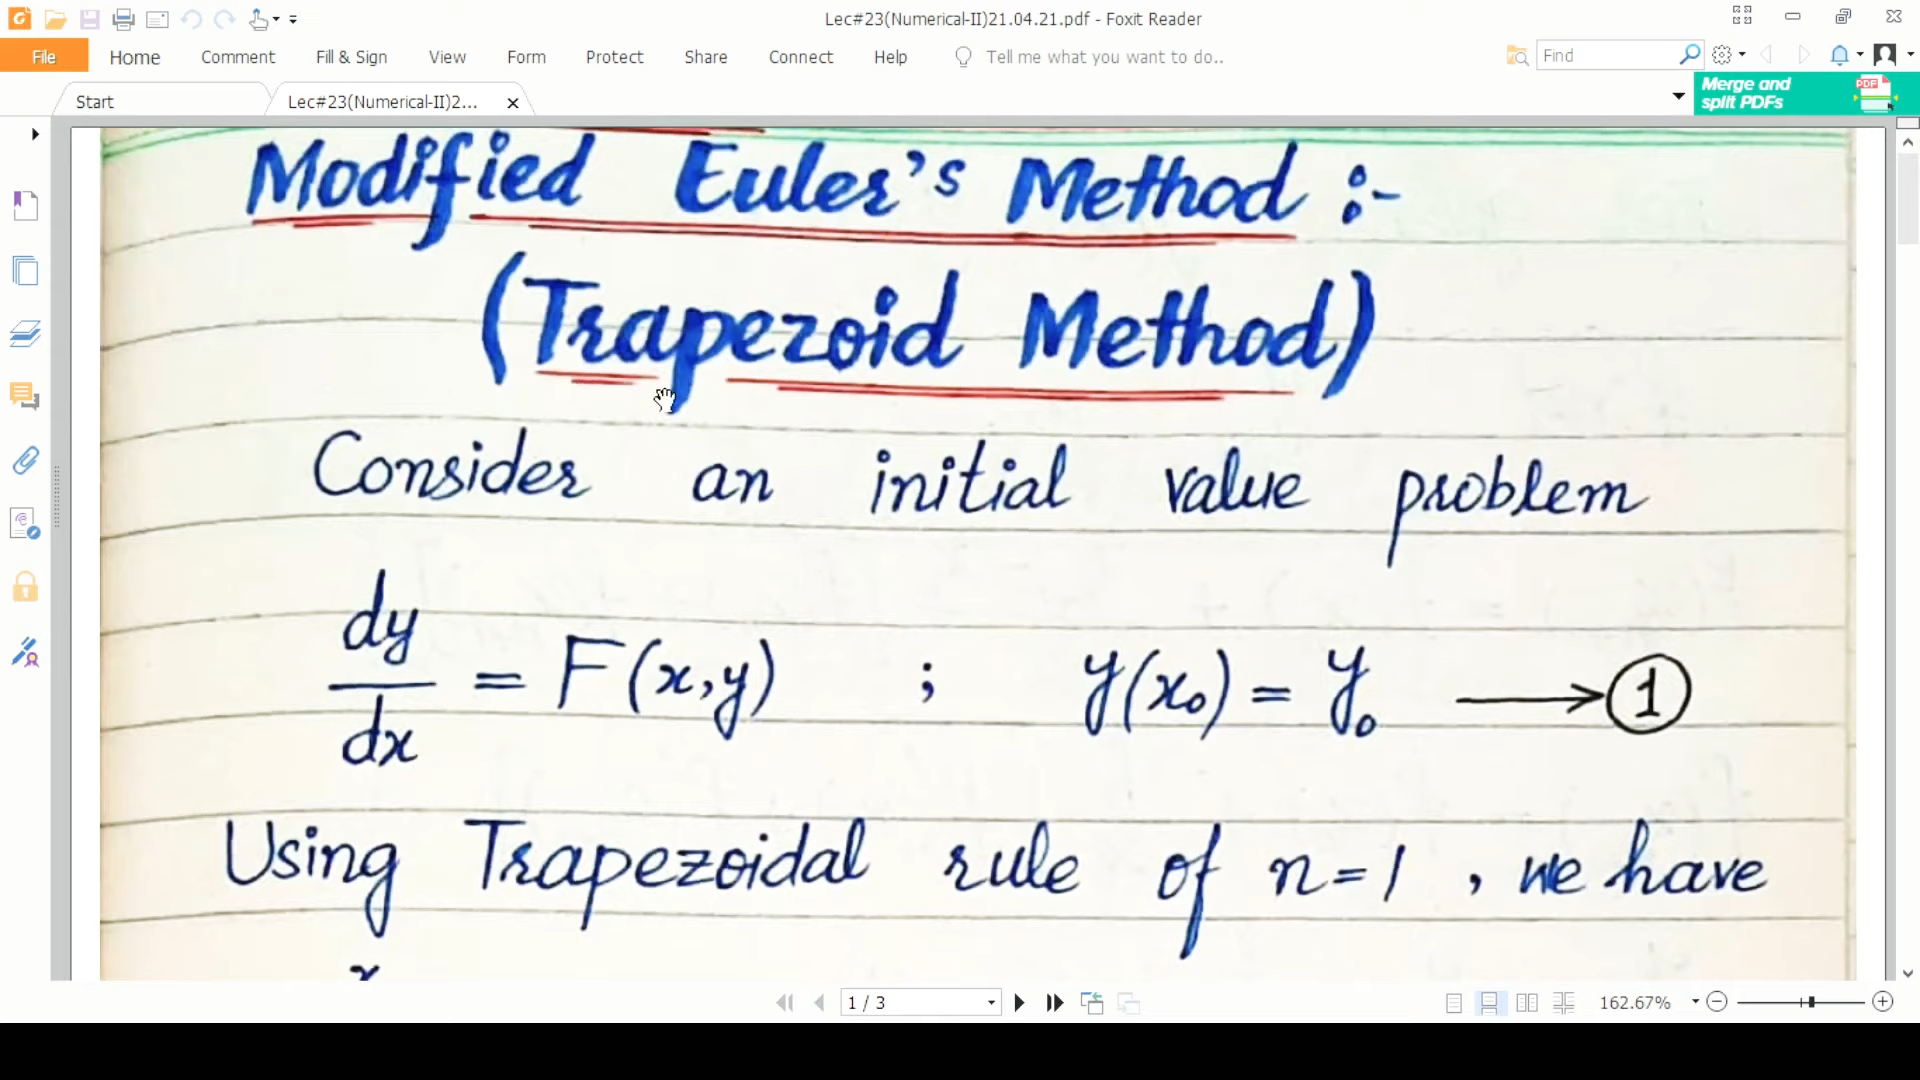 Lec#23(Numerical-II)21.04.21.pdf - Foxit Reader
File Home Comment Fill & Sign View Form Protect Share Connect Help Tell me what you want to do.. Find
Start Lec#23(Numerical-II)2...
Merge and
split PDFs
PDF
Modified Euler's Method :-
(Trapezoid Method)
Consider an initial value problem
dy/dx = F(x,y) ; y(x₀) = y₀ → ①
Using Trapezoidal rule of n=1 , we have
1 / 3
162.67%